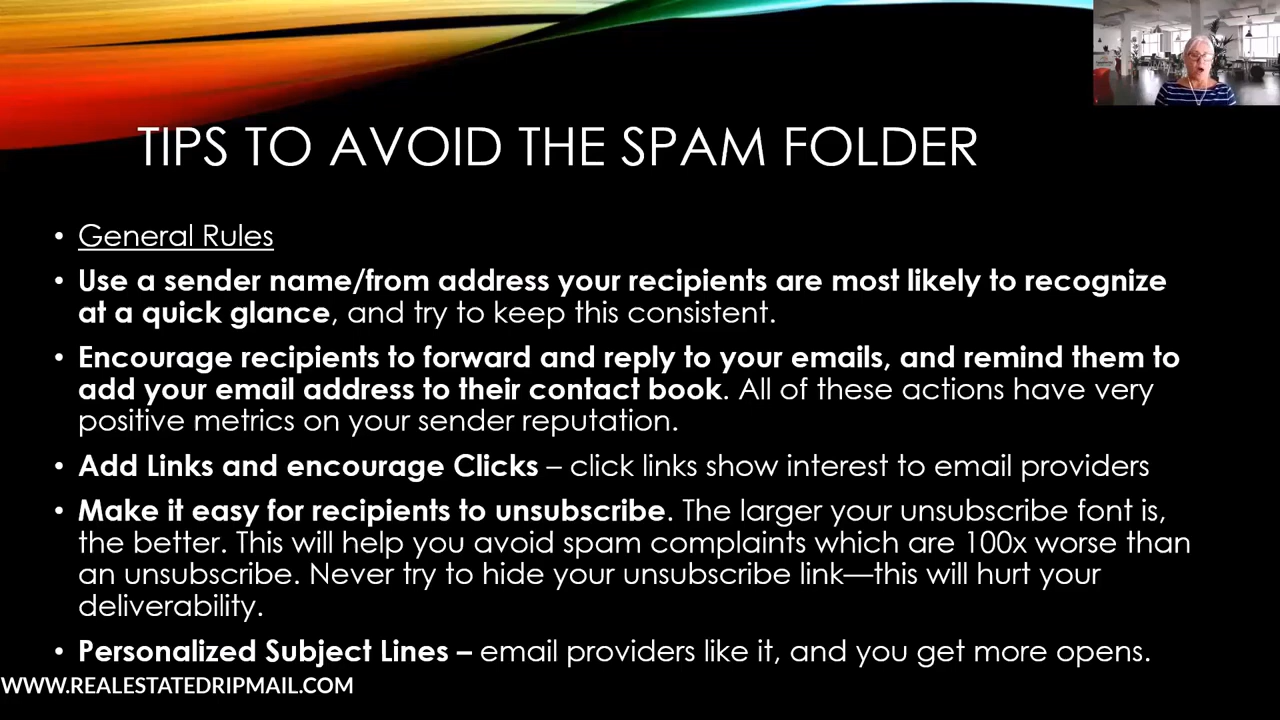 TIPS TO AVOID THE SPAM FOLDER
• General Rules
• Use a sender name/from address your recipients are most likely to recognize
at a quick glance, and try to keep this consistent.
• Encourage recipients to forward and reply to your emails, and remind them to
add your email address to their contact book. All of these actions have very
positive metrics on your sender reputation.
• Add Links and encourage Clicks – click links show interest to email providers
• Make it easy for recipients to unsubscribe. The larger your unsubscribe font is,
the better. This will help you avoid spam complaints which are 100x worse than
an unsubscribe. Never try to hide your unsubscribe link—this will hurt your
deliverability.
• Personalized Subject Lines – email providers like it, and you get more opens.
WWW.REALESTATEDRIPMAIL.COM